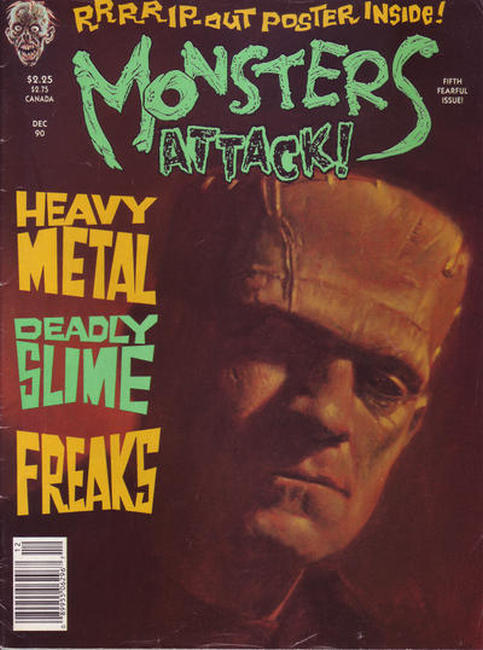 RRRRIP-OUT POSTER INSIDE!
MONSTERS
ATTACK!
$2.25
$2.75
CANADA
DEC
90
FIFTH
FEARFUL
ISSUE!
HEAVY
METAL
DEADLY
SLIME
FREAKS
12